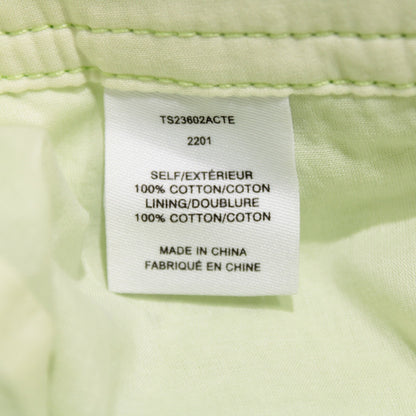 TS23602ACTE
2201
SELF/EXTÉRIEUR
100% COTTON/COTON
LINING/DOUBLURE
100% COTTON/COTON
MADE IN CHINA
FABRIQUÉ EN CHINE